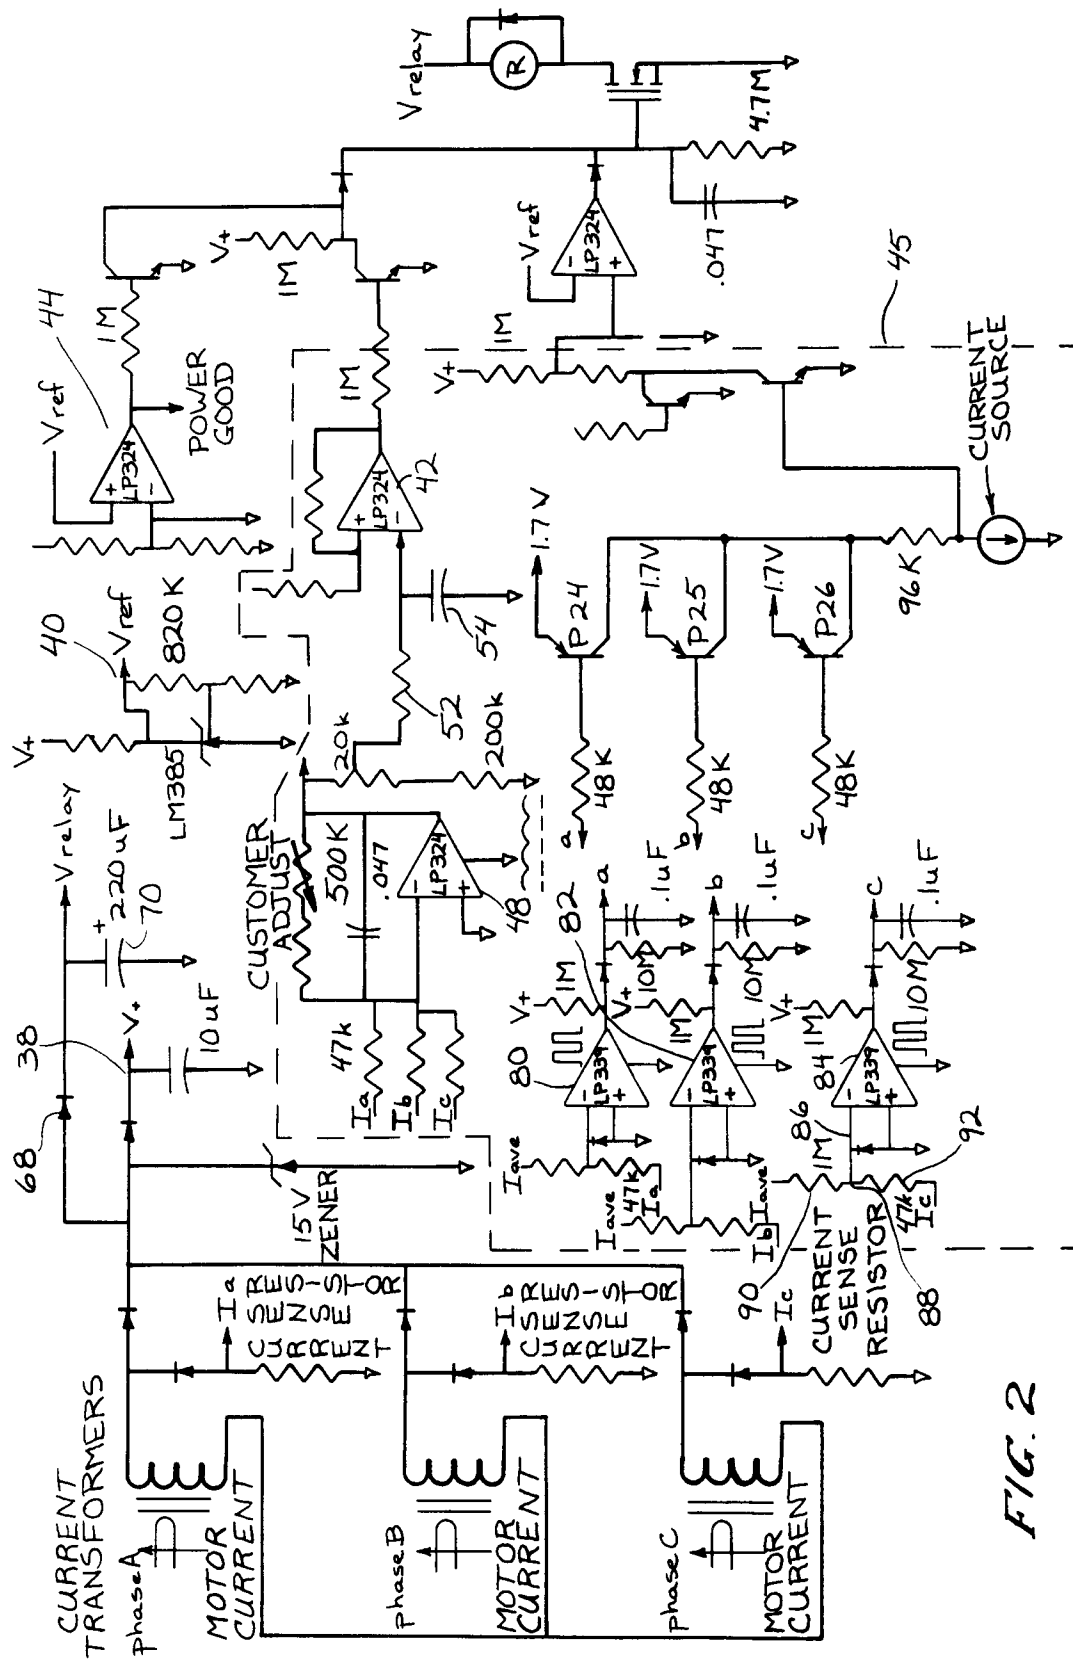 CURRENT
TRANSFORMERS
phase A
MOTOR
CURRENT
phase B
MOTOR
CURRENT
phase C
MOTOR
CURRENT
Ia
CURRENT
SENSE
RESISTOR
Ib
CURRENT
SENSE
RESISTOR
Ic
CURRENT
SENSE
RESISTOR
68
38
Vrelay
+
220uF
70
V+
10uF
15V
ZENER
V+
40
Vref
820K
LM385
CUSTOMER
ADJUST
500K
.047
47K
Ia
Ib
Ic
-
+
LP324
48
20K
200K
52
54
+
-
LP324
42
1M
Vref
44
+
-
LP324
POWER
GOOD
1M
V+
1M
Vrelay
R
4.7M
.047
Vref
-
+
LP324
V+
1M
45
CURRENT
SOURCE
96K
1.7V
P24
48K
a
1.7V
P25
48K
b
1.7V
P26
48K
c
Iave
47K
Ia
80
V+
1M
-
+
LP339
82
a
10M
.1uF
Iave
Ib
V+
1M
-
+
LP339
b
10M
.1uF
Iave
90
1M
86
47K
Ic
88
92
84
V+
1M
-
+
LP339
c
10M
.1uF
FIG. 2